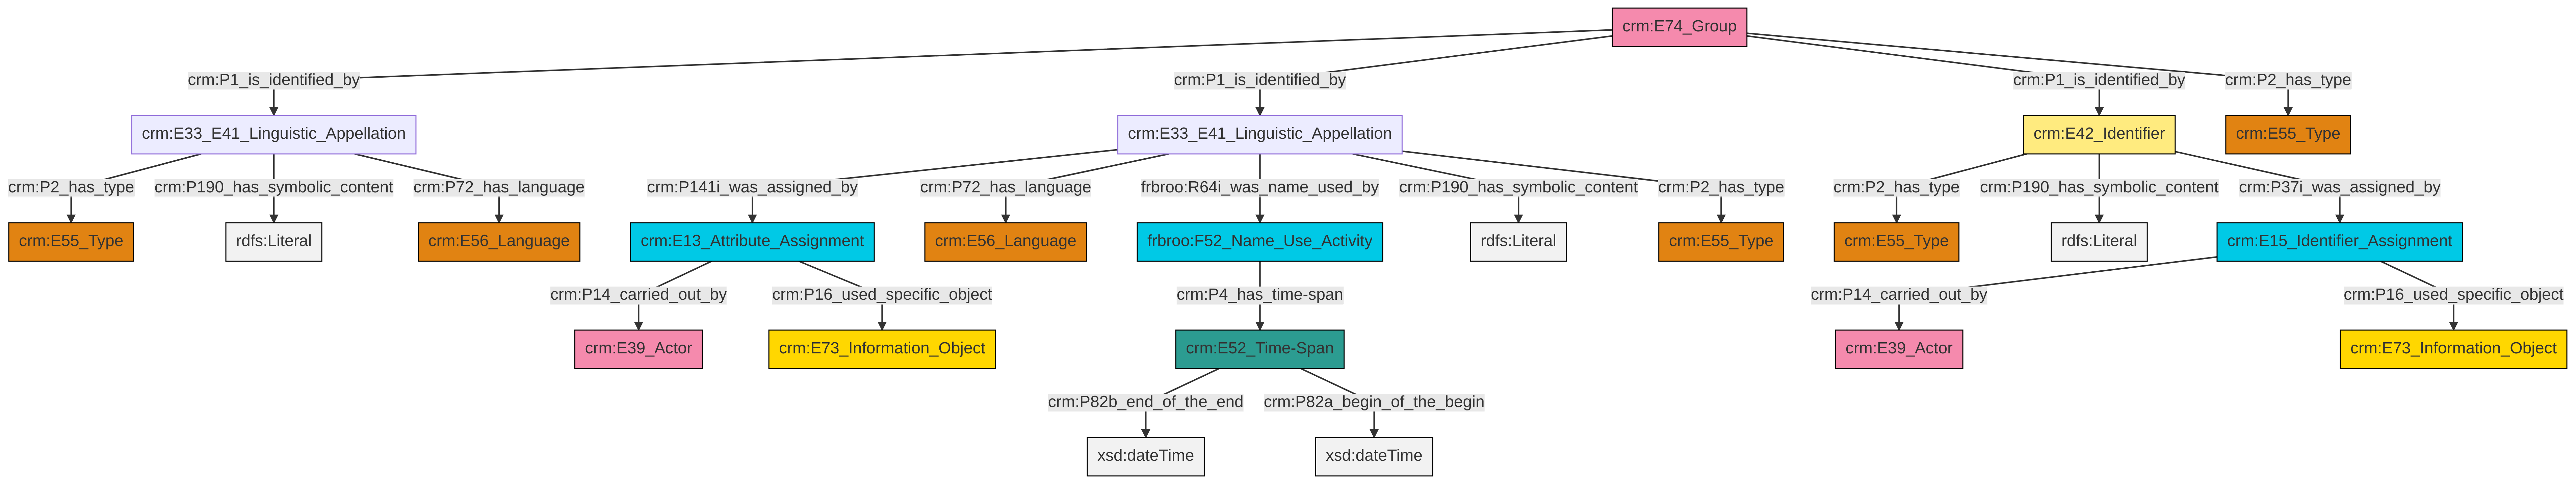 crm:E74_Group
crm:P1_is_identified_by
crm:P1_is_identified_by
crm:P1_is_identified_by
crm:P2_has_type
crm:E33_E41_Linguistic_Appellation
crm:E33_E41_Linguistic_Appellation
crm:E42_Identifier
crm:E55_Type
crm:P2_has_type
crm:P190_has_symbolic_content
crm:P72_has_language
crm:P141i_was_assigned_by
crm:P72_has_language
frbroo:R64i_was_name_used_by
crm:P190_has_symbolic_content
crm:P2_has_type
crm:P2_has_type
crm:P190_has_symbolic_content
crm:P37i_was_assigned_by
crm:E55_Type
rdfs:Literal
crm:E56_Language
crm:E13_Attribute_Assignment
crm:E56_Language
frbroo:F52_Name_Use_Activity
rdfs:Literal
crm:E55_Type
crm:E55_Type
rdfs:Literal
crm:E15_Identifier_Assignment
crm:P14_carried_out_by
crm:P16_used_specific_object
crm:P4_has_time-span
crm:P14_carried_out_by
crm:P16_used_specific_object
crm:E39_Actor
crm:E73_Information_Object
crm:E52_Time-Span
crm:E39_Actor
crm:E73_Information_Object
crm:P82b_end_of_the_end
crm:P82a_begin_of_the_begin
xsd:dateTime
xsd:dateTime